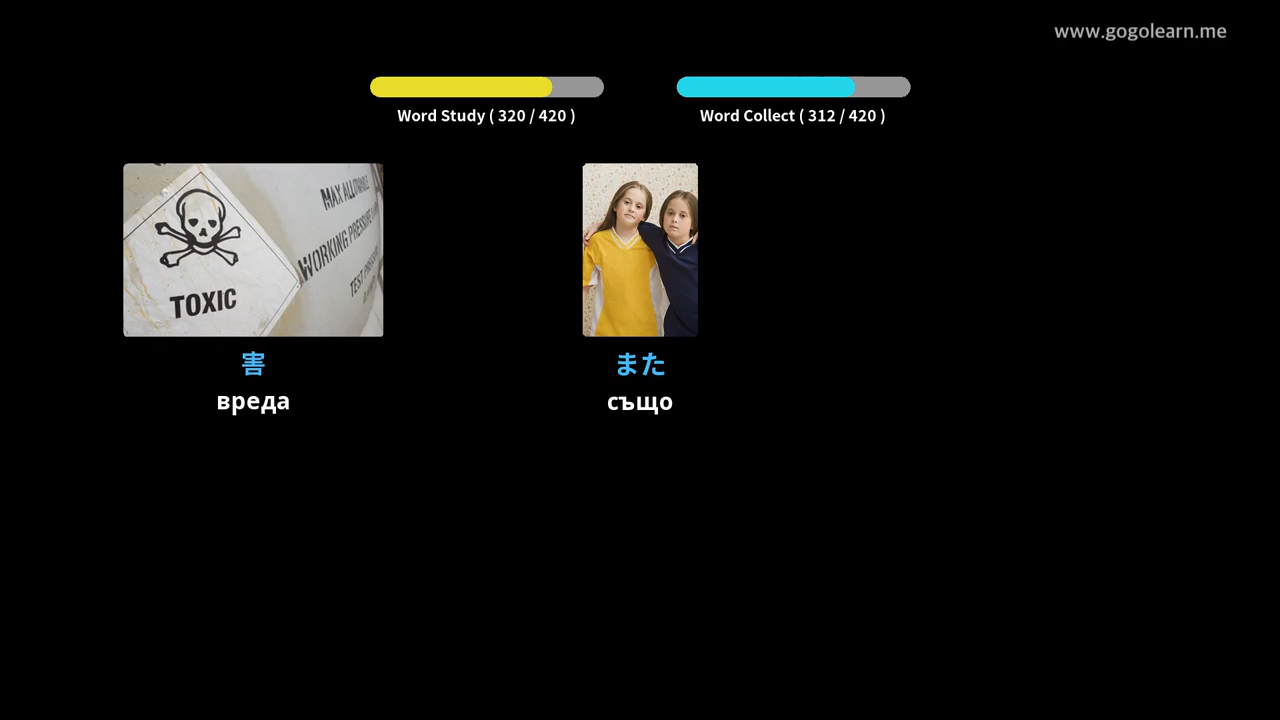 www.gogolearn.me
Word Study ( 320 / 420 )
Word Collect ( 312 / 420 )
MAX ALLOWABLE
WORKING PRESSURE
TEST PRESSURE
TOXIC
害
また
вреда
също